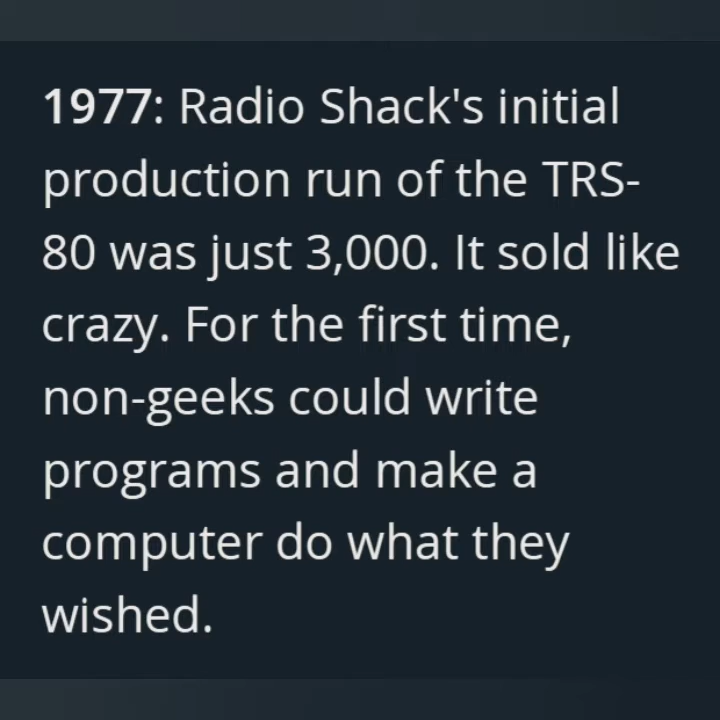 1977: Radio Shack's initial
production run of the TRS-
80 was just 3,000. It sold like
crazy. For the first time,
non-geeks could write
programs and make a
computer do what they
wished.